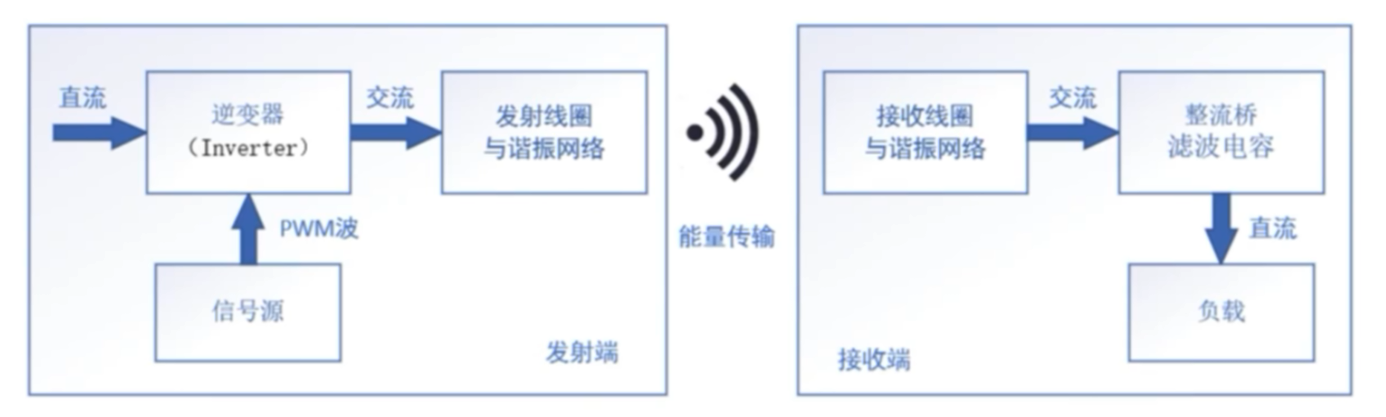 直流
逆变器
（Inverter）
交流
发射线圈
与谐振网络
PWM波
信号源
发射端
能量传输
接收线圈
与谐振网络
交流
整流桥
滤波电容
直流
负载
接收端